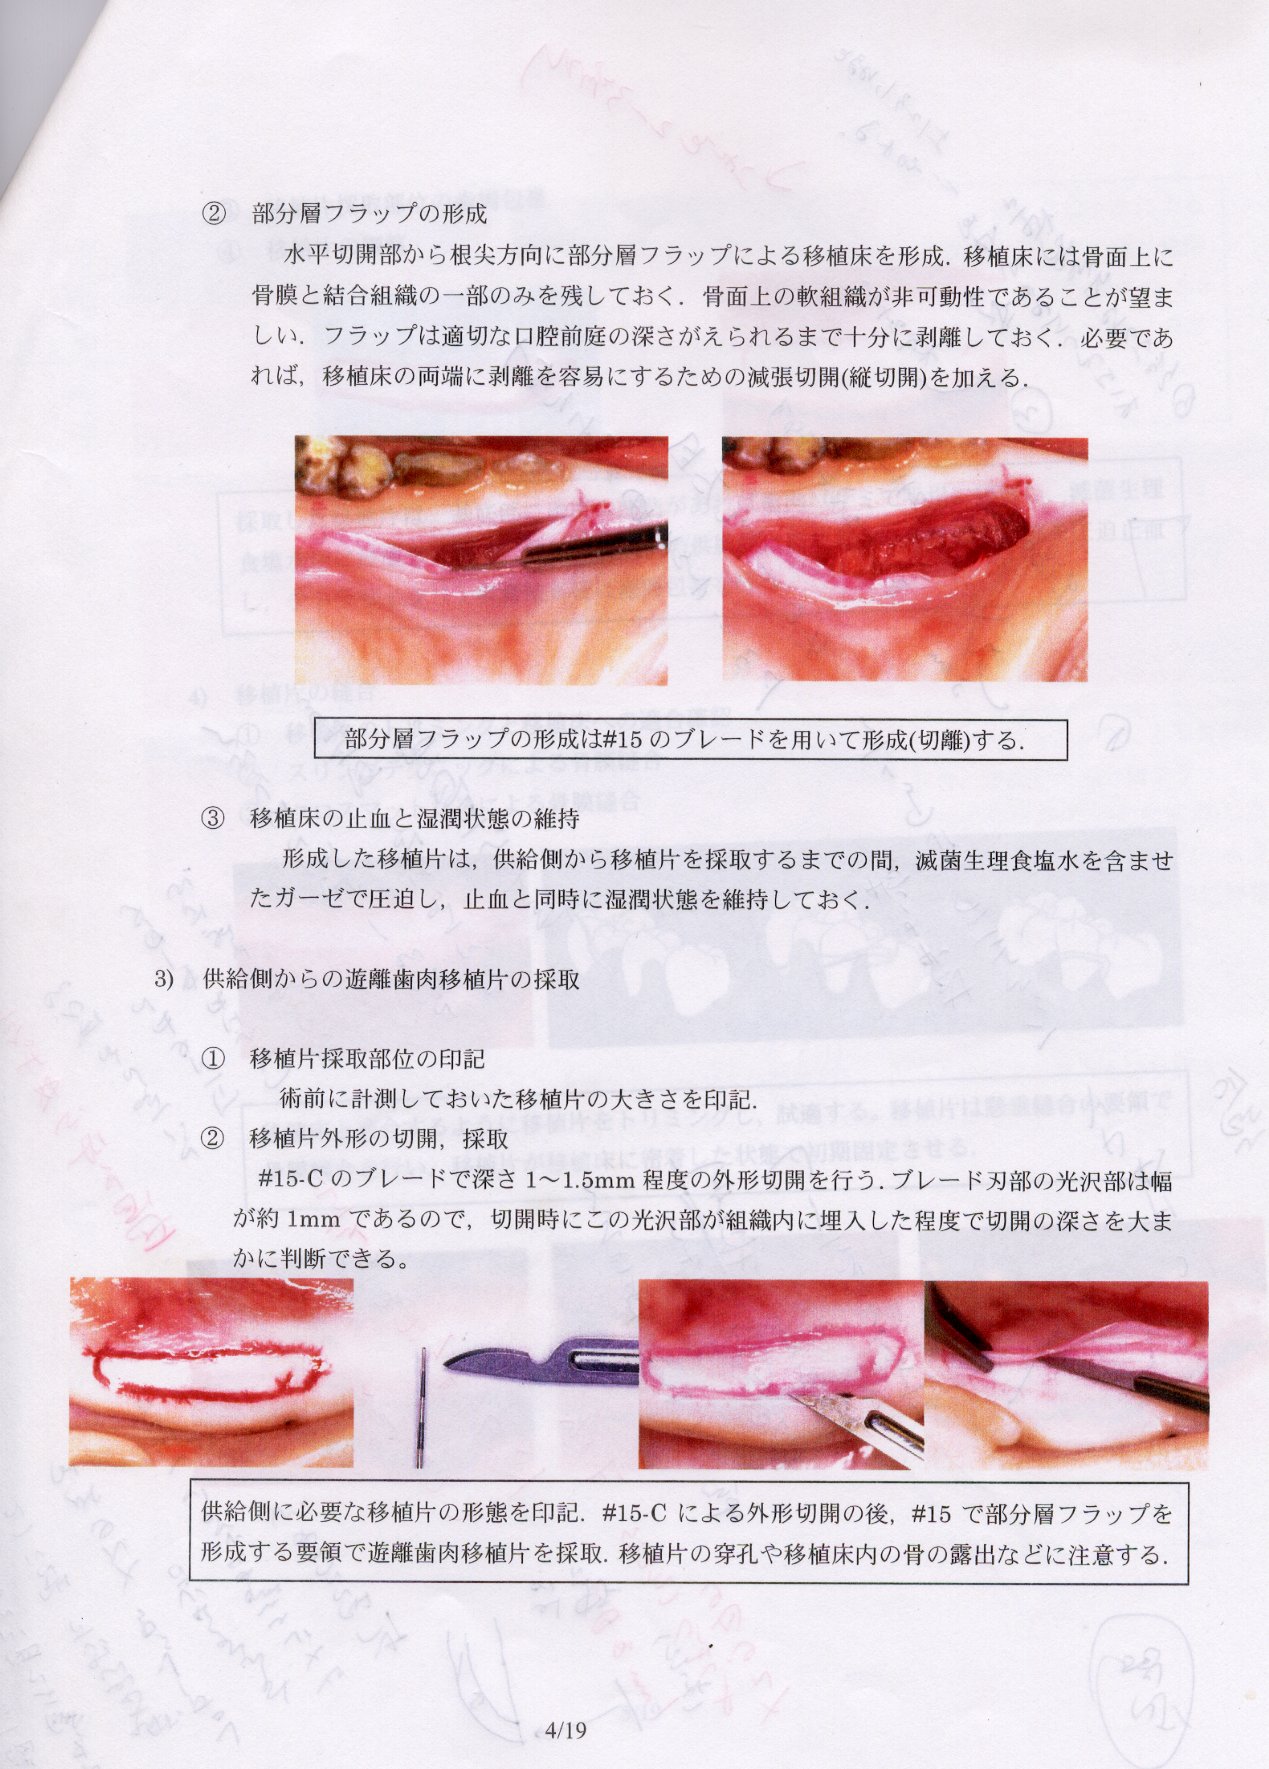 ② 部分層フラップの形成
水平切開部から根尖方向に部分層フラップによる移植床を形成. 移植床には骨面上に
骨膜と結合組織の一部のみを残しておく. 骨面上の軟組織が非可動性であることが望ま
しい. フラップは適切な口腔前庭の深さがえられるまで十分に剥離しておく. 必要であ
れば, 移植床の両端に剥離を容易にするための減張切開(縦切開)を加える.
部分層フラップの形成は#15 のブレードを用いて形成(切離)する.
③ 移植床の止血と湿潤状態の維持
形成した移植片は, 供給側から移植片を採取するまでの間, 滅菌生理食塩水を含ませ
たガーゼで圧迫し, 止血と同時に湿潤状態を維持しておく.
3) 供給側からの遊離歯肉移植片の採取
① 移植片採取部位の印記
術前に計測しておいた移植片の大きさを印記.
② 移植片外形の切開, 採取
#15-C のブレードで深さ 1〜1.5mm 程度の外形切開を行う. ブレード刃部の光沢部は幅
が約 1mm であるので, 切開時にこの光沢部が組織内に埋入した程度で切開の深さを大ま
かに判断できる。
供給側に必要な移植片の形態を印記. #15-C による外形切開の後, #15 で部分層フラップを
形成する要領で遊離歯肉移植片を採取. 移植片の穿孔や移植床内の骨の露出などに注意する.
4/19